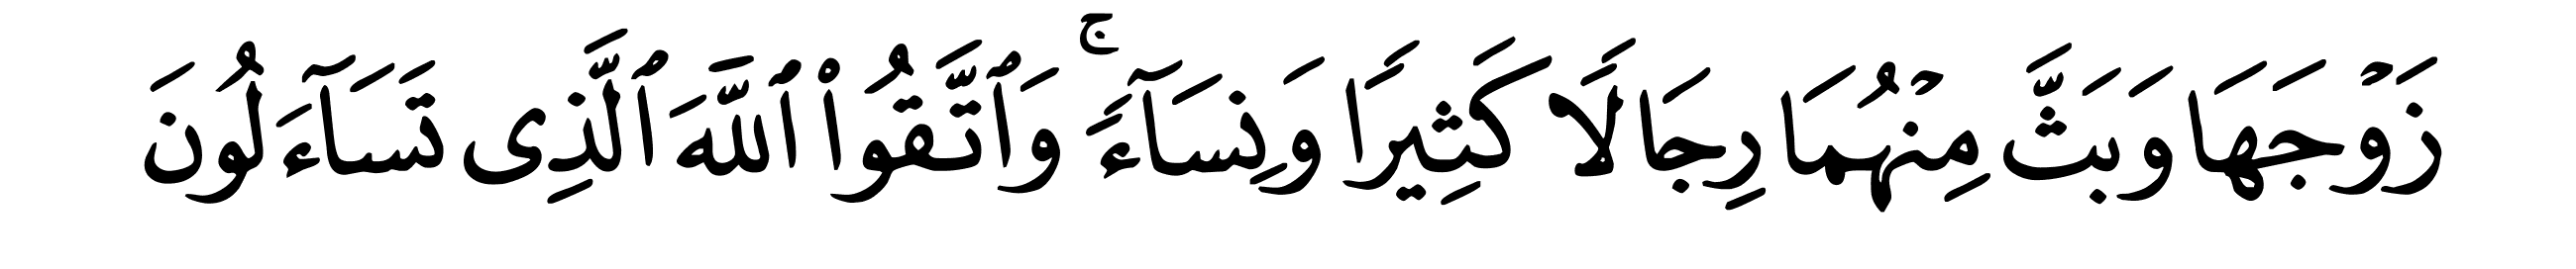 زَوۡجَهَا وَبَثَّ مِنۡهُمَا رِجَالًا كَثِيرًا وَنِسَآءًۚ وَٱتَّقُواْ ٱللَّهَ ٱلَّذِى تَسَآءَلُونَ